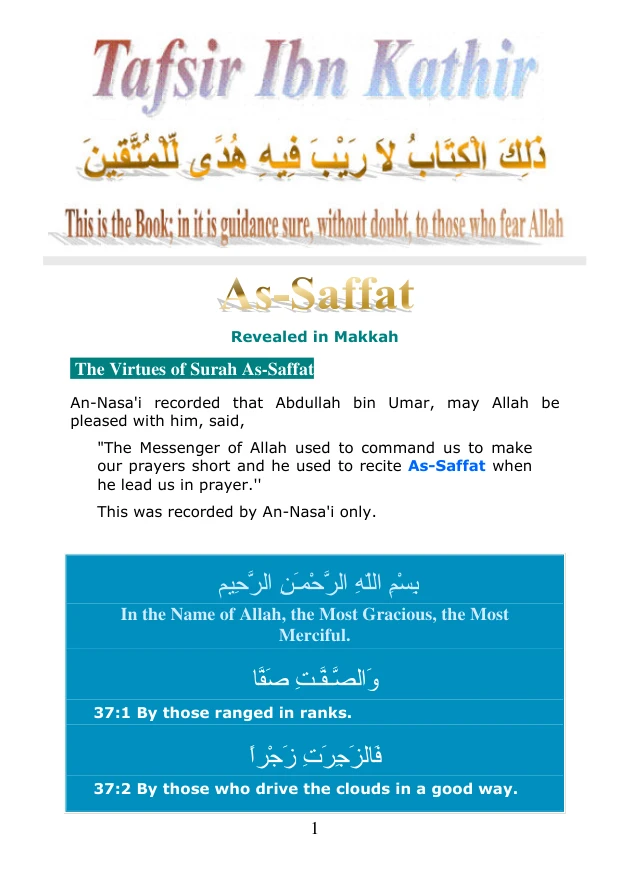 Tafsir Ibn Kathir
ذَلِكَ الْكِتَابُ لاَ رَيْبَ فِيهِ هُدًى لِّلْمُتَّقِينَ
This is the Book; in it is guidance sure, without doubt, to those who fear Allah
As-Saffat
Revealed in Makkah
The Virtues of Surah As-Saffat
An-Nasa'i recorded that Abdullah bin Umar, may Allah be
pleased with him, said,
"The Messenger of Allah used to command us to make
our prayers short and he used to recite As-Saffat when
he lead us in prayer.''
This was recorded by An-Nasa'i only.
بِسْمِ اللَّهِ الرَّحْمَـنِ الرَّحِيمِ
In the Name of Allah, the Most Gracious, the Most
Merciful.
وَالصَّـفَّـتِ صَفَّا
37:1 By those ranged in ranks.
فَالزَجِرَتِ زَجْراً
37:2 By those who drive the clouds in a good way.
1